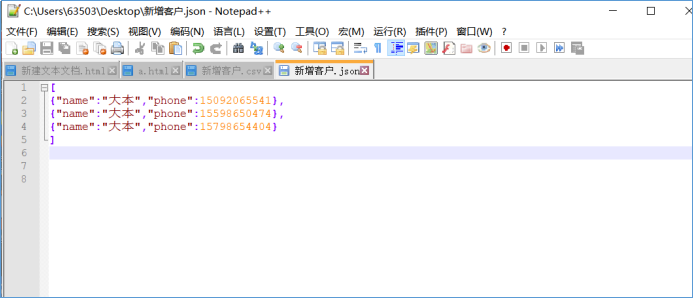 C:\Users\63503\Desktop\新增客户.json - Notepad++
文件(F) 编辑(E) 搜索(S) 视图(V) 编码(N) 语言(L) 设置(T) 工具(O) 宏(M) 运行(R) 插件(P) 窗口(W) ?
新建文本文档.html a.html 新增客户.csv 新增客户.json
1 [
2 {"name":"大本","phone":15092065541},
3 {"name":"大本","phone":15598650474},
4 {"name":"大本","phone":15798654404}
5 ]
6
7
8